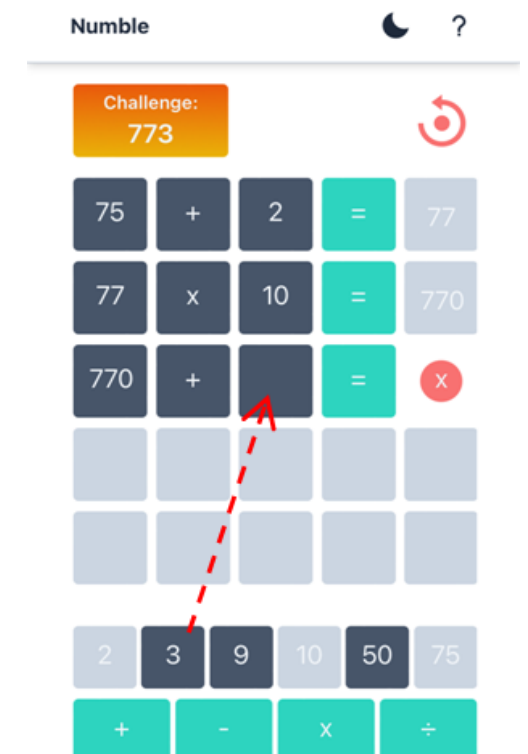 Numble ?
Challenge:
773
75 + 2 = 77
77 x 10 = 770
770 + = x
2 3 9 10 50 75
+ - x ÷